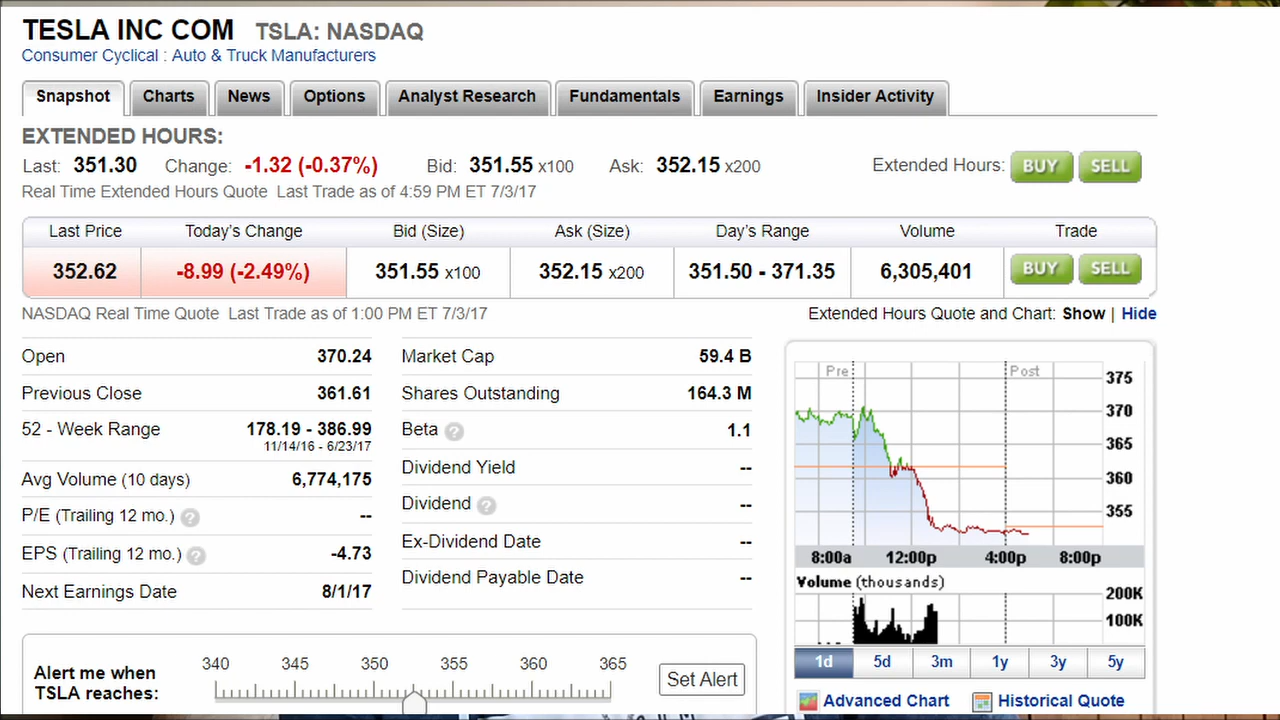 TESLA INC COM TSLA: NASDAQ
Consumer Cyclical : Auto & Truck Manufacturers
Snapshot Charts News Options Analyst Research Fundamentals Earnings Insider Activity
EXTENDED HOURS:
Last: 351.30 Change: -1.32 (-0.37%) Bid: 351.55 x100 Ask: 352.15 x200 Extended Hours: BUY SELL
Real Time Extended Hours Quote Last Trade as of 4:59 PM ET 7/3/17
Last Price Today's Change Bid (Size) Ask (Size) Day's Range Volume Trade
352.62 -8.99 (-2.49%) 351.55 x100 352.15 x200 351.50 - 371.35 6,305,401 BUY SELL
NASDAQ Real Time Quote Last Trade as of 1:00 PM ET 7/3/17 Extended Hours Quote and Chart: Show | Hide
Open 370.24
Previous Close 361.61
52 - Week Range 178.19 - 386.99
11/14/16 - 6/23/17
Avg Volume (10 days) 6,774,175
P/E (Trailing 12 mo.) ? --
EPS (Trailing 12 mo.) ? -4.73
Next Earnings Date 8/1/17
Market Cap 59.4 B
Shares Outstanding 164.3 M
Beta ? 1.1
Dividend Yield --
Dividend ? --
Ex-Dividend Date --
Dividend Payable Date --
Pre Post
375
370
365
360
355
8:00a 12:00p 4:00p 8:00p
Volume (thousands)
200K
100K
1d 5d 3m 1y 3y 5y
Advanced Chart Historical Quote
Alert me when
TSLA reaches:
340 345 350 355 360 365
Set Alert